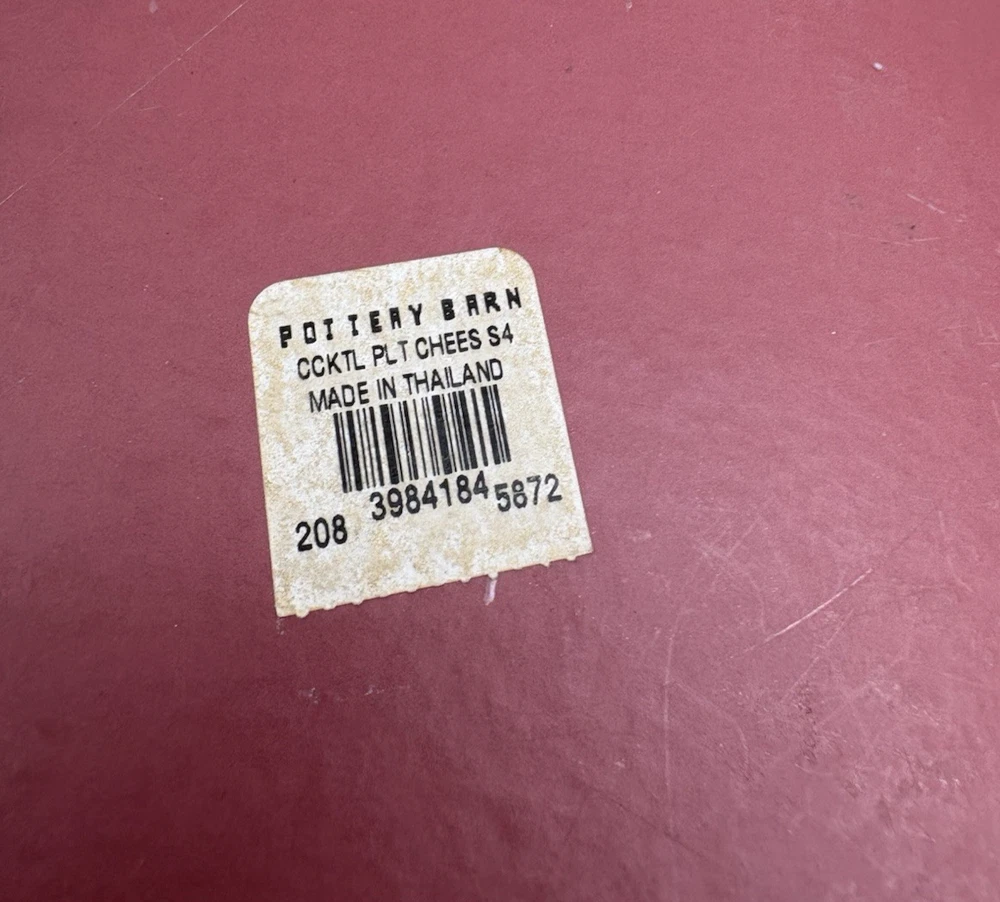 POTTERY BARN
CCKTL PLT CHEES S4
MADE IN THAILAND
208 3984184 5872